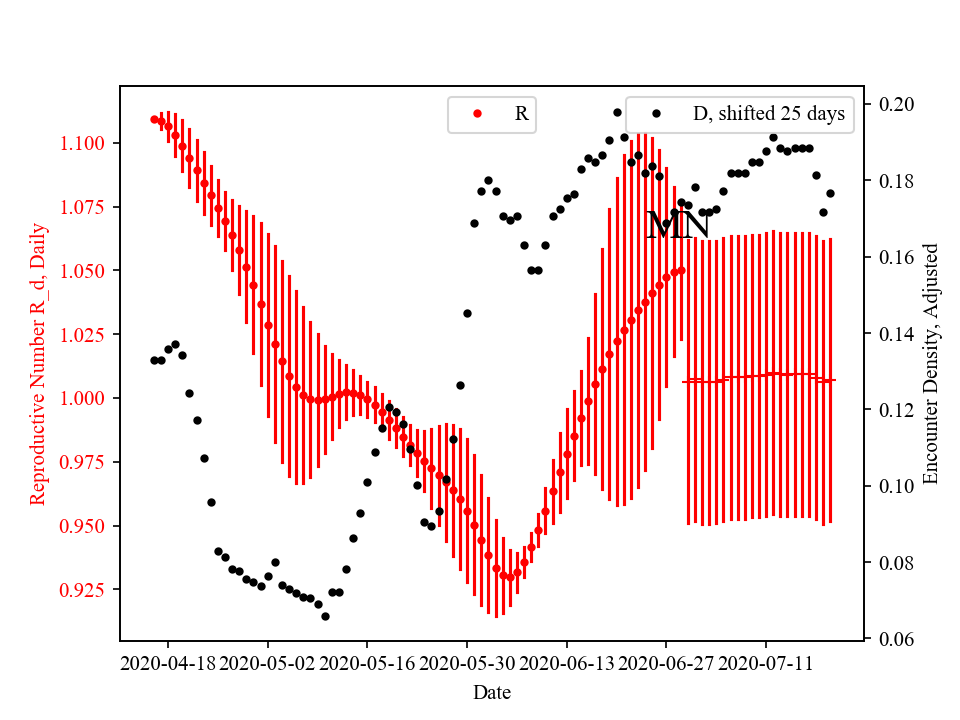 R
D, shifted 25 days
MN
Reproductive Number R_d, Daily
1.100
1.075
1.050
1.025
1.000
0.975
0.950
0.925
0.20
0.18
0.16
0.14
0.12
0.10
0.08
0.06
Encounter Density, Adjusted
2020-04-18 2020-05-02 2020-05-16 2020-05-30 2020-06-13 2020-06-27 2020-07-11
Date